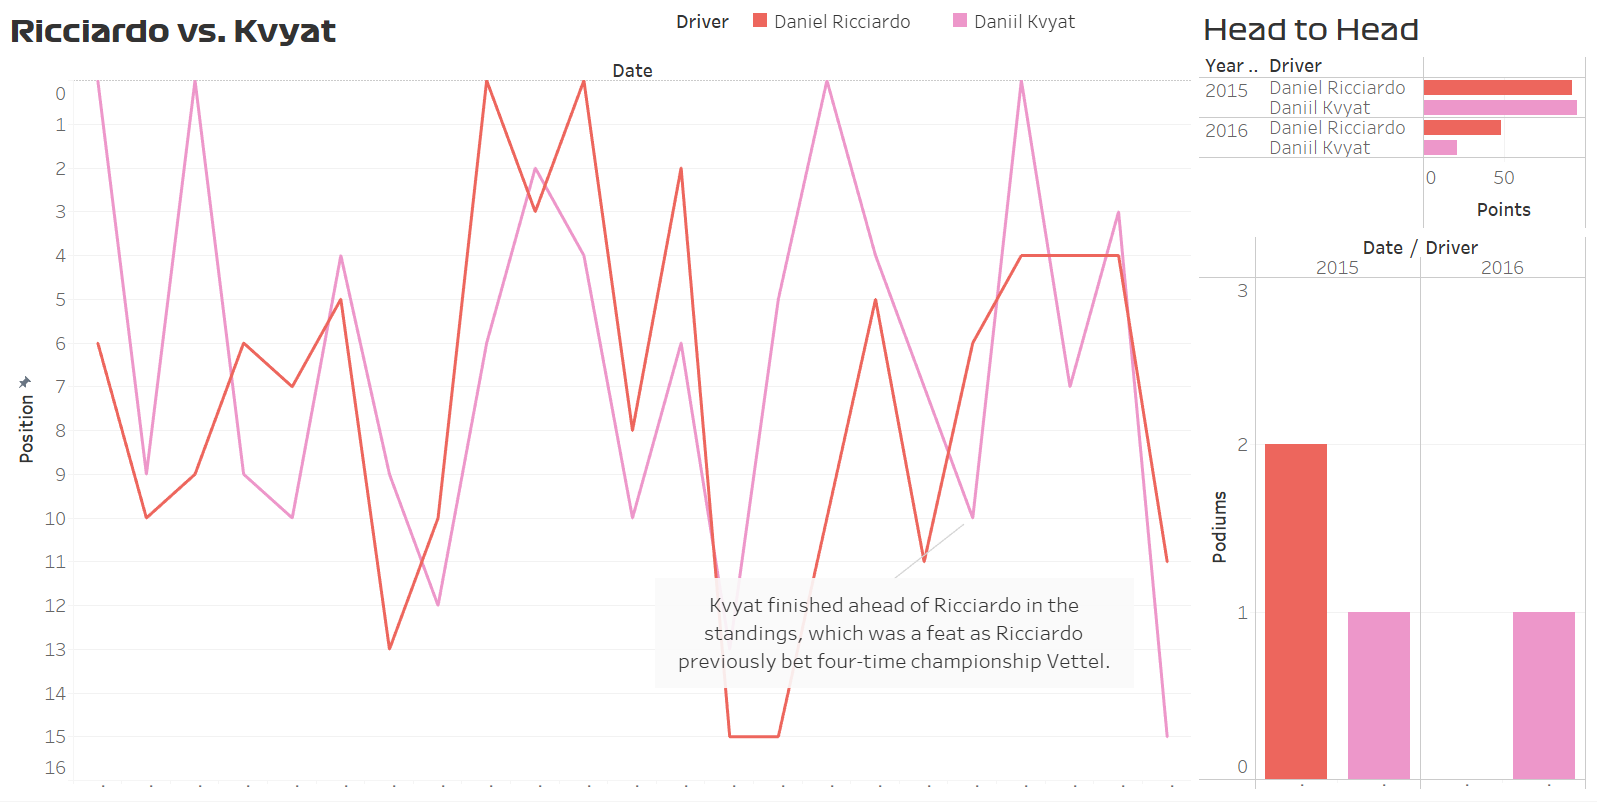 Ricciardo vs. Kvyat
Driver
Daniel Ricciardo
Daniil Kvyat
Date
0
1
2
3
4
5
6
7
8
9
10
11
12
13
14
15
16
Position
Kvyat finished ahead of Ricciardo in the
standings, which was a feat as Ricciardo
previously bet four-time championship Vettel.
Head to Head
Year .. Driver
2015 Daniel Ricciardo
Daniil Kvyat
2016 Daniel Ricciardo
Daniil Kvyat
0 50
Points
Date / Driver
2015 2016
3
2
1
0
Podiums